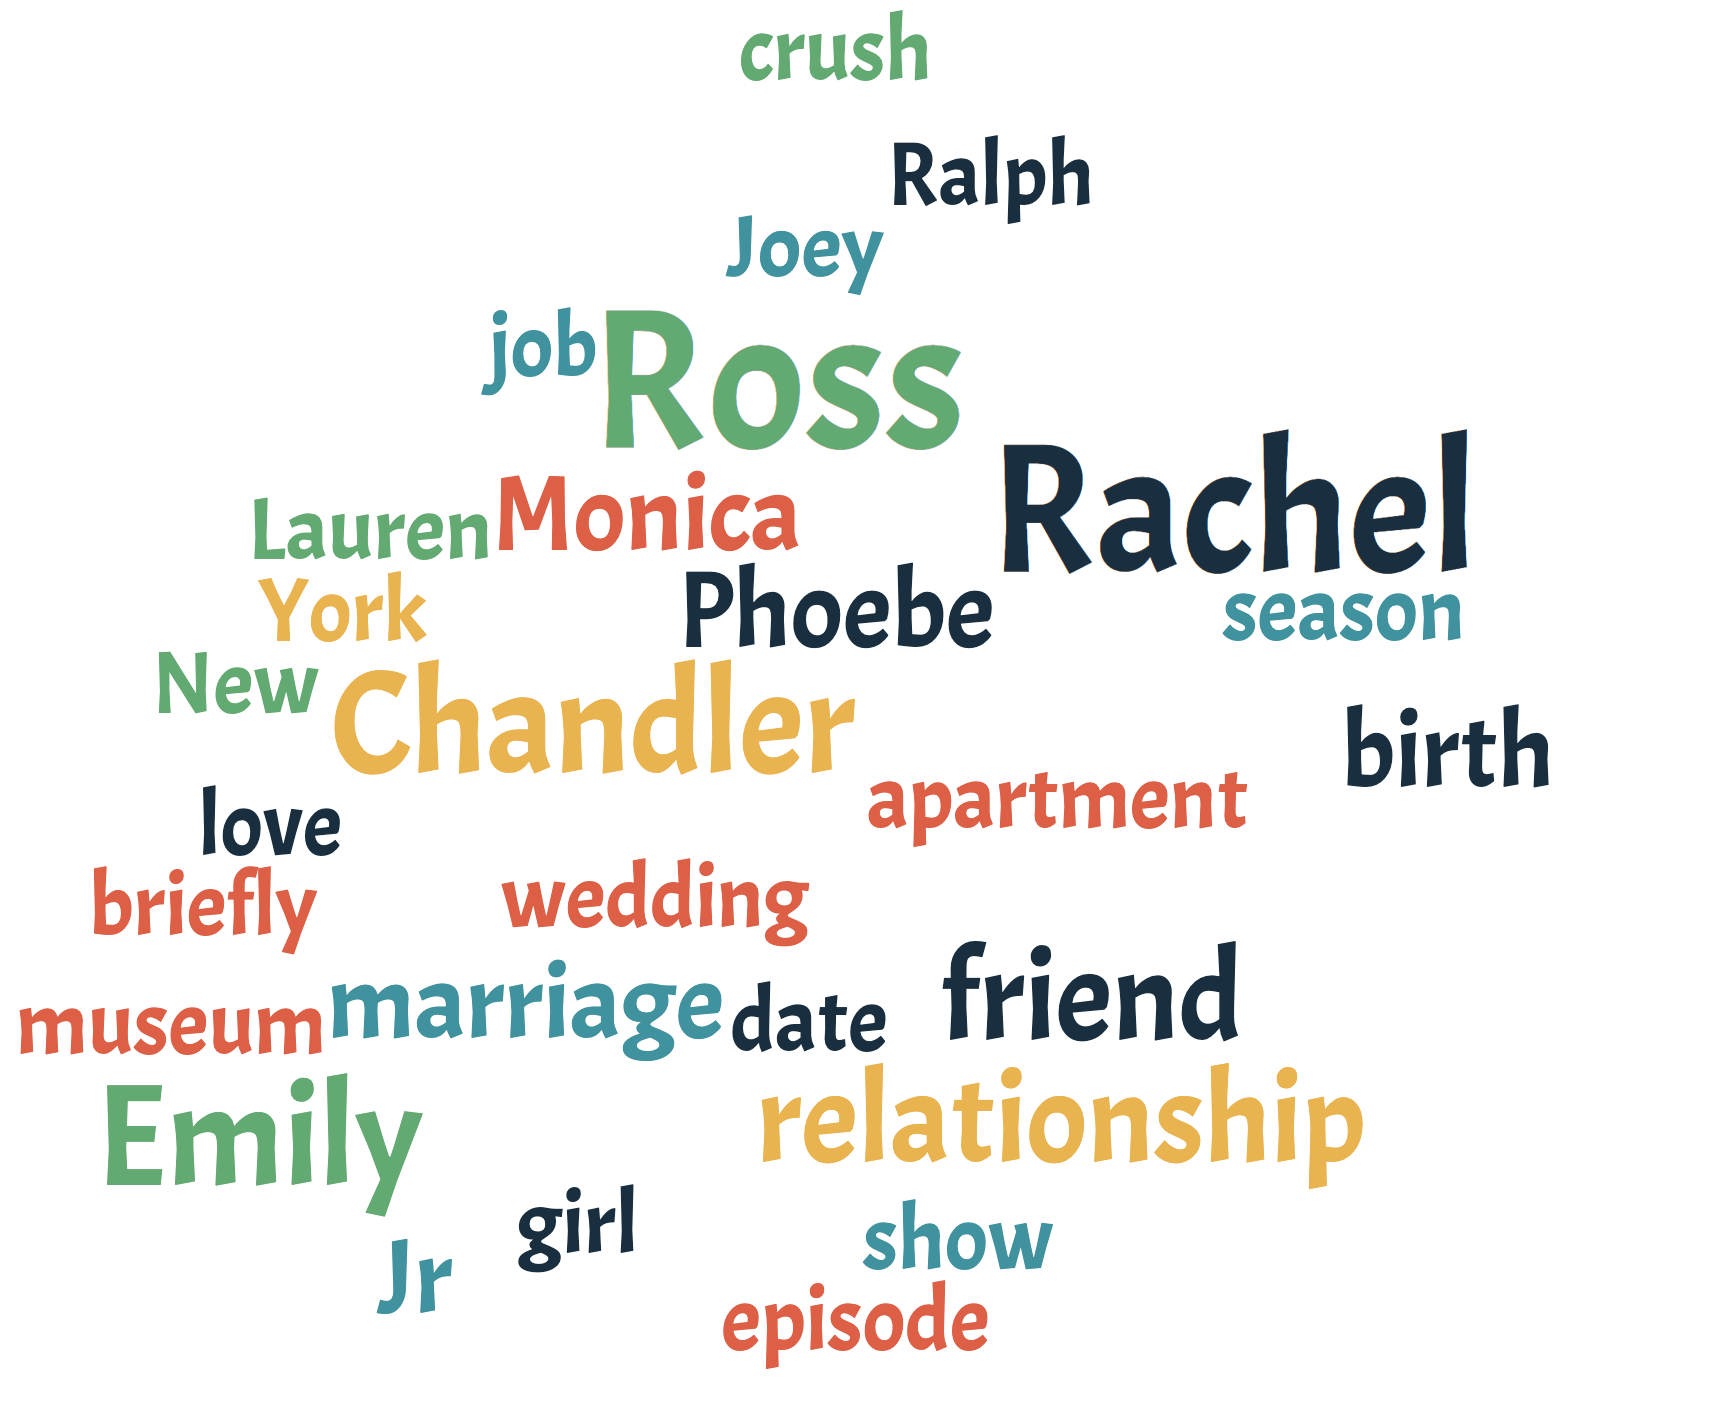 crush
Ralph
Joey
job
Ross
Rachel
Lauren
Monica
York
Phoebe
season
New
Chandler
birth
love
apartment
briefly
wedding
museum
marriage
date
friend
Emily
relationship
girl
show
Jr
episode